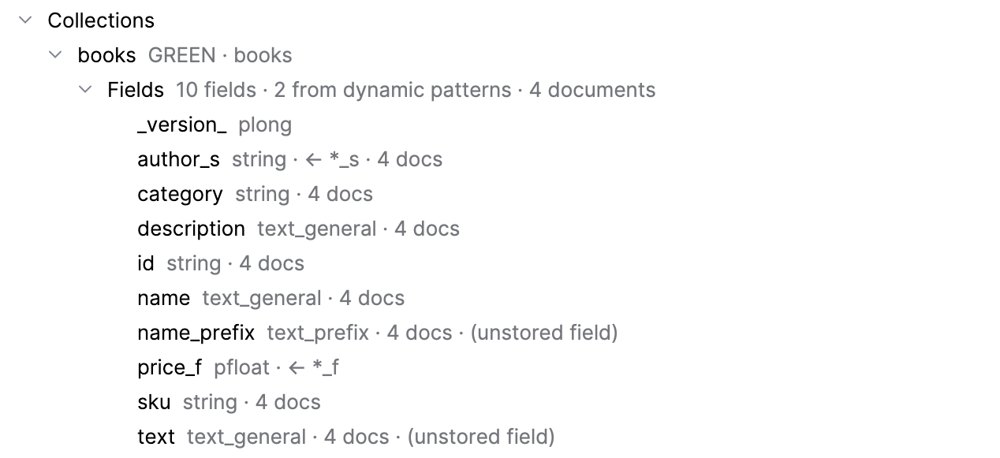 Collections
books GREEN · books
Fields 10 fields · 2 from dynamic patterns · 4 documents
_version_ plong
author_s string · ← *_s · 4 docs
category string · 4 docs
description text_general · 4 docs
id string · 4 docs
name text_general · 4 docs
name_prefix text_prefix · 4 docs · (unstored field)
price_f pfloat · ← *_f
sku string · 4 docs
text text_general · 4 docs · (unstored field)